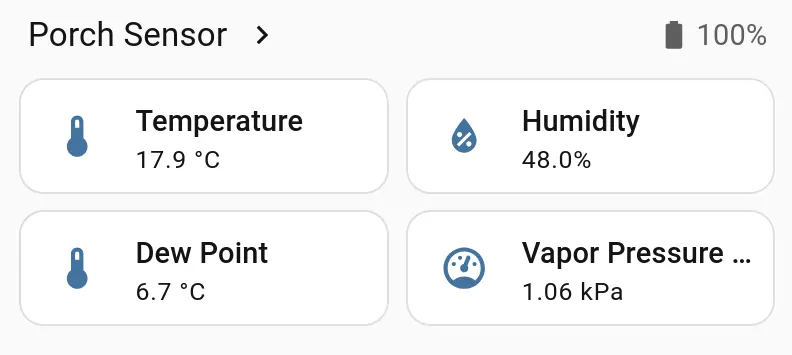 Porch Sensor
100%
Temperature
17.9 °C
Humidity
48.0%
Dew Point
6.7 °C
Vapor Pressure ...
1.06 kPa